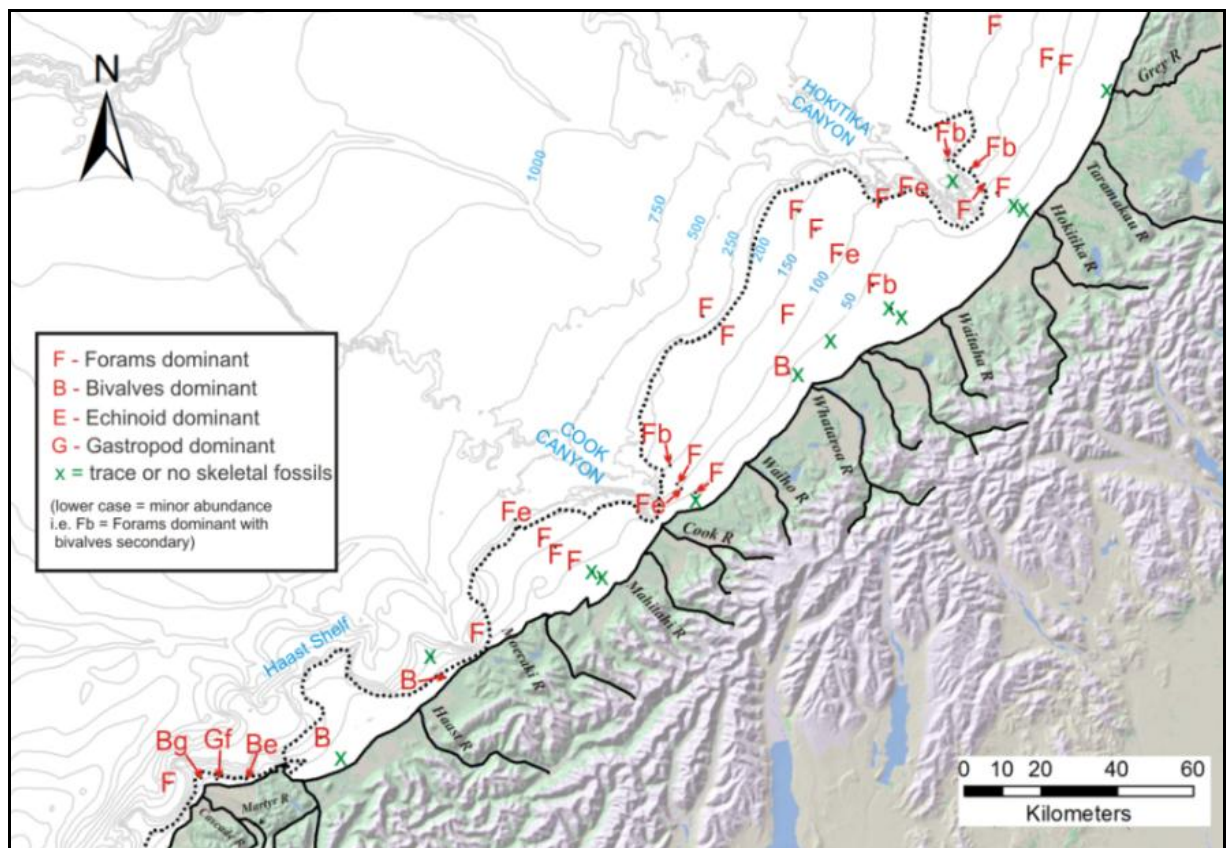 F
F F
N
Grey R
x
HOKITIKA
CANYON
Fb
Fb
x
F
Fe
F
F
x x
Taramakau R
Hokitika R
1000
750
500
250
200
150
100
50
F
F
Fe
Fb
x x
F
F
F
x
B
x
Waitaha R
Whataroa R
Waiho R
F - Forams dominant
B - Bivalves dominant
E - Echinoid dominant
G - Gastropod dominant
x = trace or no skeletal fossils
(lower case = minor abundance
i.e. Fb = Forams dominant with
bivalves secondary)
COOK
CANYON
Fb
F
F
Fe
x
Cook R
Fe
F
F
F
x x
Mahitahi R
Haast Shelf
F
x
B
Moeraki R
Haast R
B
x
Bg Gf Be
F
Martyr R
Cascade R
0 10 20 40 60
Kilometers